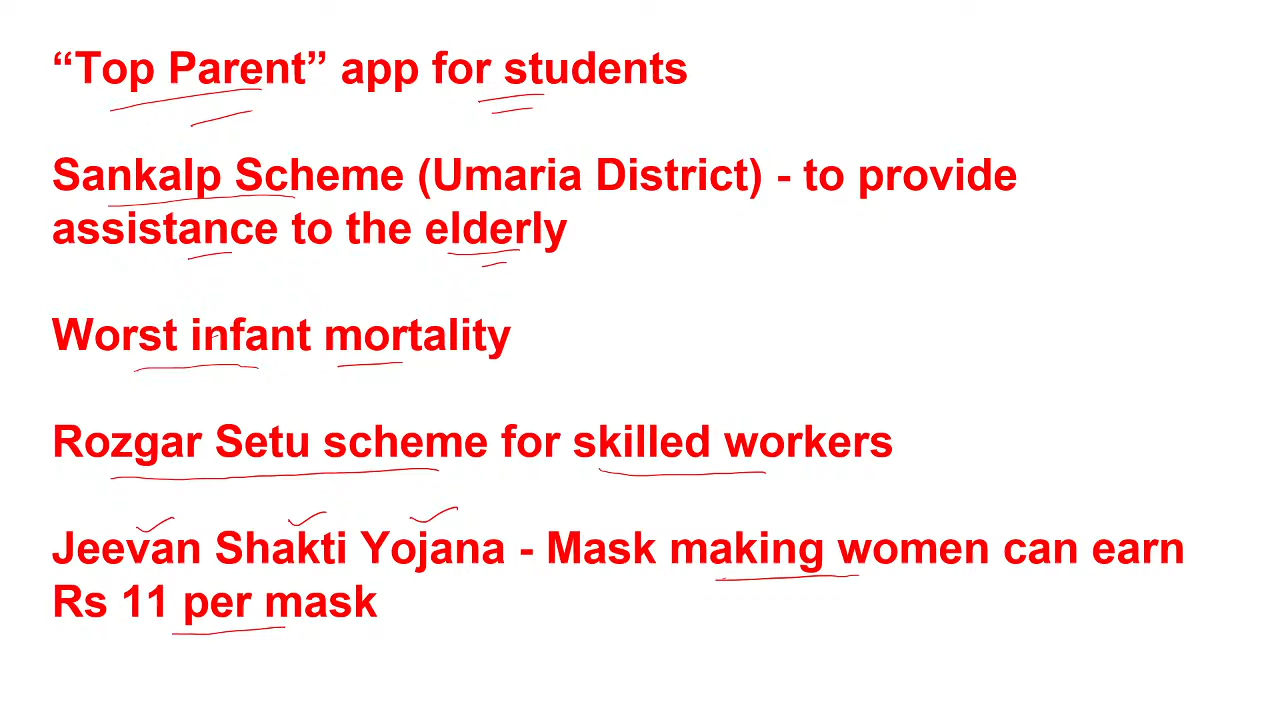 “Top Parent” app for students
Sankalp Scheme (Umaria District) - to provide
assistance to the elderly
Worst infant mortality
Rozgar Setu scheme for skilled workers
Jeevan Shakti Yojana - Mask making women can earn
Rs 11 per mask